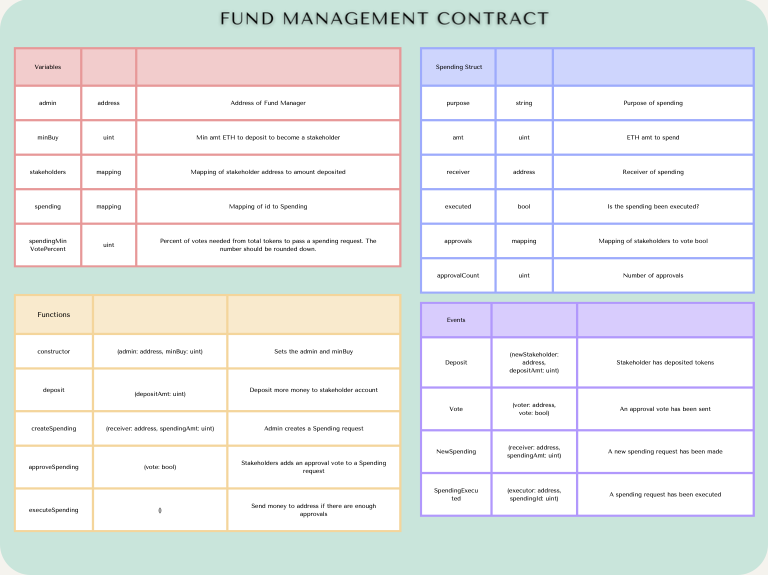 FUND MANAGEMENT CONTRACT
Variables
admin address Address of Fund Manager
minBuy uint Min amt ETH to deposit to become a stakeholder
stakeholders mapping Mapping of stakeholder address to amount deposited
spending mapping Mapping of id to Spending
spendingMin
VotePercent
uint
Percent of votes needed from total tokens to pass a spending request. The
number should be rounded down.
Spending Struct
purpose string Purpose of spending
amt uint ETH amt to spend
receiver address Receiver of spending
executed bool Is the spending been executed?
approvals mapping Mapping of stakeholders to vote bool
approvalCount uint Number of approvals
Functions
constructor (admin: address, minBuy: uint) Sets the admin and minBuy
deposit (depositAmt: uint) Deposit more money to stakeholder account
createSpending (receiver: address, spendingAmt: uint) Admin creates a Spending request
approveSpending (vote: bool)
Stakeholders adds an approval vote to a Spending
request
executeSpending ()
Send money to address if there are enough
approvals
Events
Deposit
(newStakeholder:
address,
depositAmt: uint)
Stakeholder has deposited tokens
Vote
(voter: address,
vote: bool)
An approval vote has been sent
NewSpending
(receiver: address,
spendingAmt: uint)
A new spending request has been made
SpendingExecu
ted
(executor: address,
spendingId: uint)
A spending request has been executed